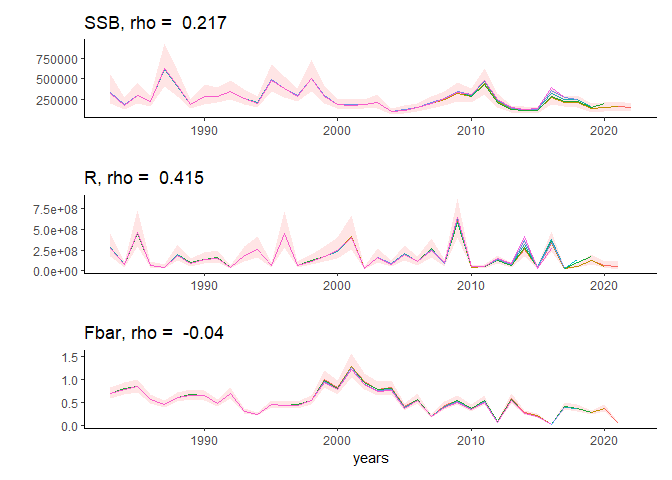 SSB, rho = 0.217
750000
500000
250000
1990 2000 2010 2020
R, rho = 0.415
7.5e+08
5.0e+08
2.5e+08
0.0e+00
1990 2000 2010 2020
Fbar, rho = -0.04
1.5
1.0
0.5
0.0
1990 2000 2010 2020
years